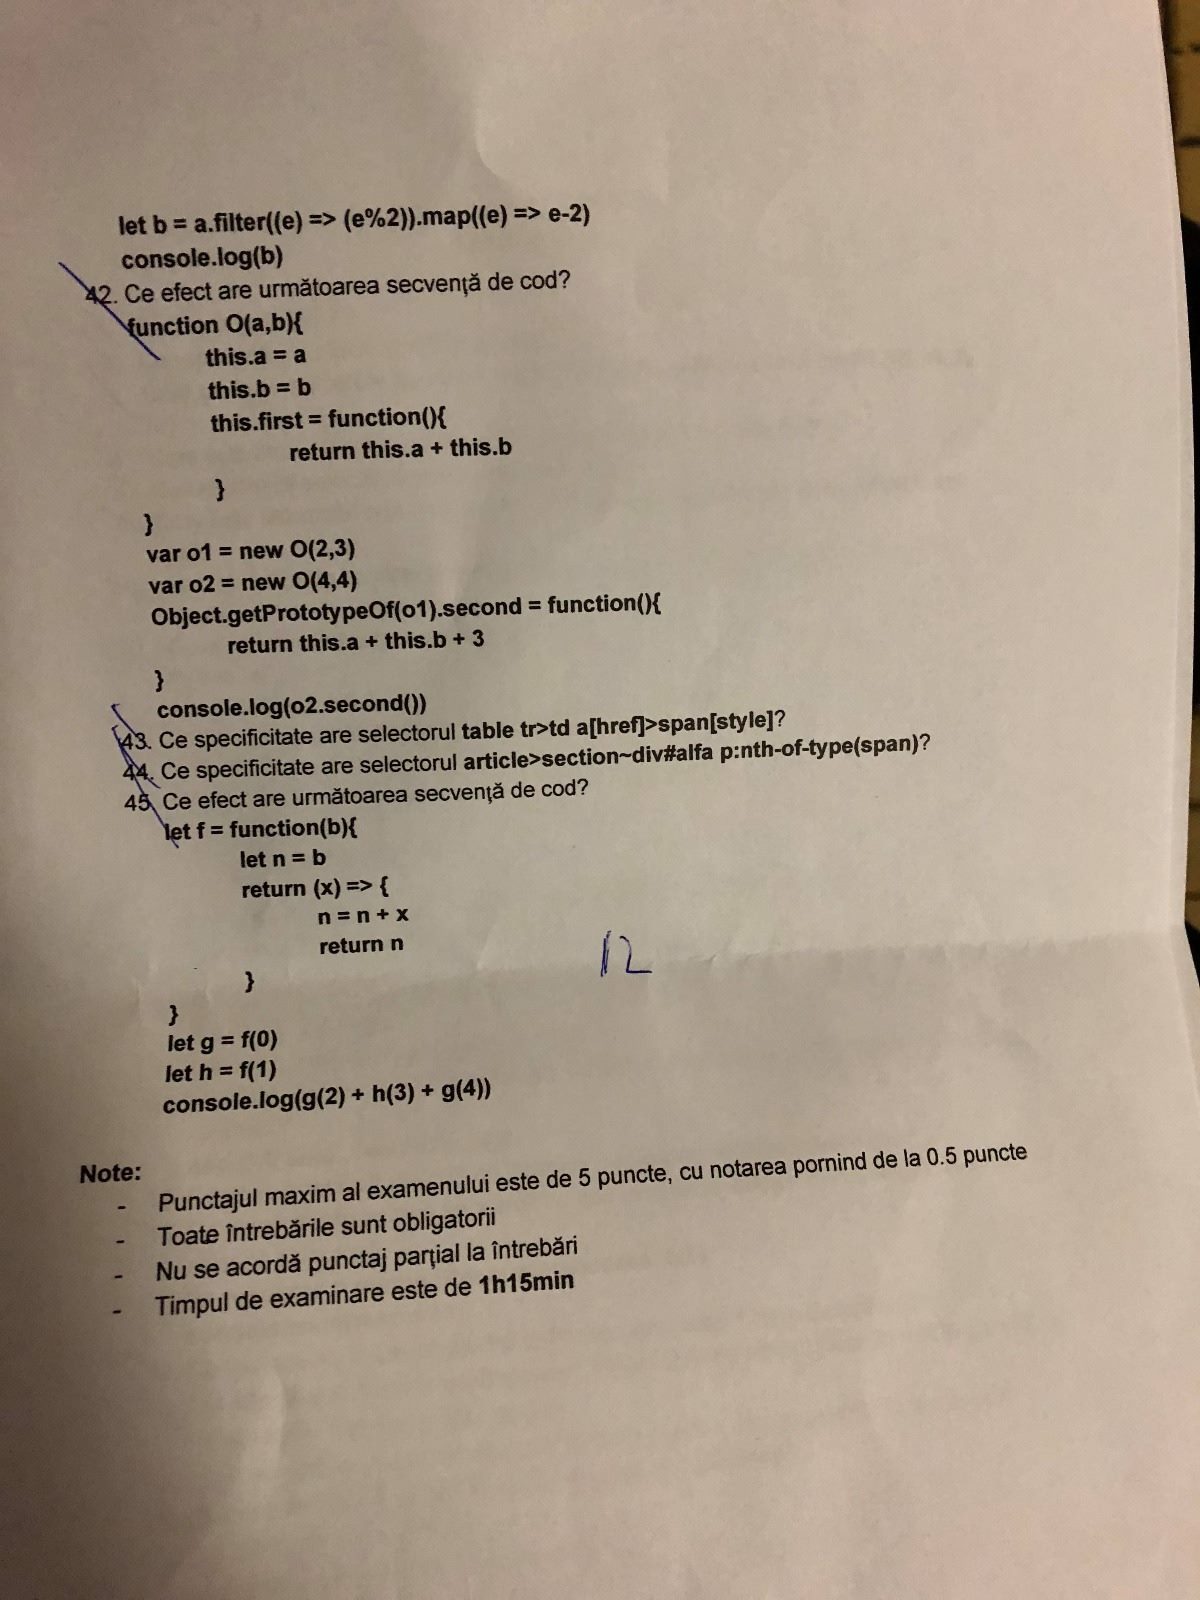 let b = a.filter((e) => (e%2)).map((e) => e-2)
console.log(b)
42. Ce efect are următoarea secvență de cod?
function O(a,b){
this.a = a
this.b = b
this.first = function(){
return this.a + this.b
}
}
var o1 = new O(2,3)
var o2 = new O(4,4)
Object.getPrototypeOf(o1).second = function(){
return this.a + this.b + 3
}
console.log(o2.second())
43. Ce specificitate are selectorul table tr>td a[href]>span[style]?
44. Ce specificitate are selectorul article>section~div#alfa p:nth-of-type(span)?
45. Ce efect are următoarea secvență de cod?
let f = function(b){
let n = b
return (x) => {
n = n + x
return n
}
12
}
let g = f(0)
let h = f(1)
console.log(g(2) + h(3) + g(4))
Note:
- Punctajul maxim al examenului este de 5 puncte, cu notarea pornind de la 0.5 puncte
- Toate întrebările sunt obligatorii
- Nu se acordă punctaj parțial la întrebări
- Timpul de examinare este de 1h15min